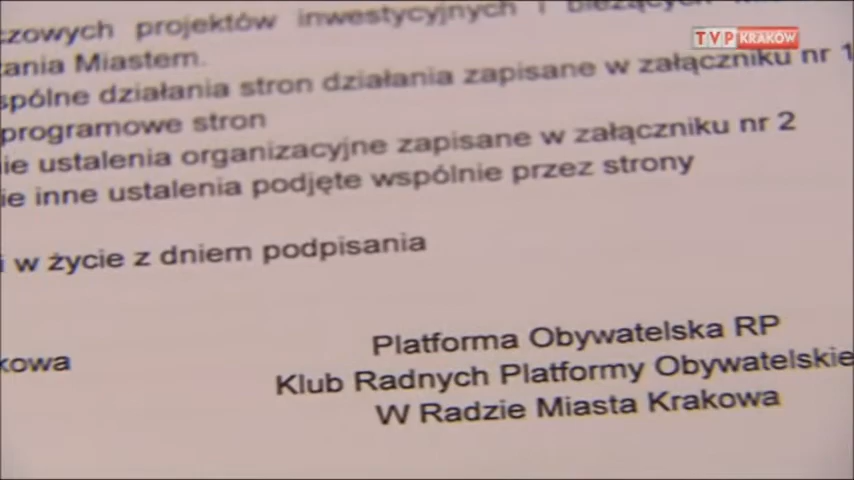 TVP KRAKÓW
czowych projektów inwestycyjnych i bieżących
ania Miastem.
spólne działania stron działania zapisane w załączniku nr 1
programowe stron
ie ustalenia organizacyjne zapisane w załączniku nr 2
ie inne ustalenia podjęte wspólnie przez strony
i w życie z dniem podpisania
kowa
Platforma Obywatelska RP
Klub Radnych Platformy Obywatelskie
W Radzie Miasta Krakowa